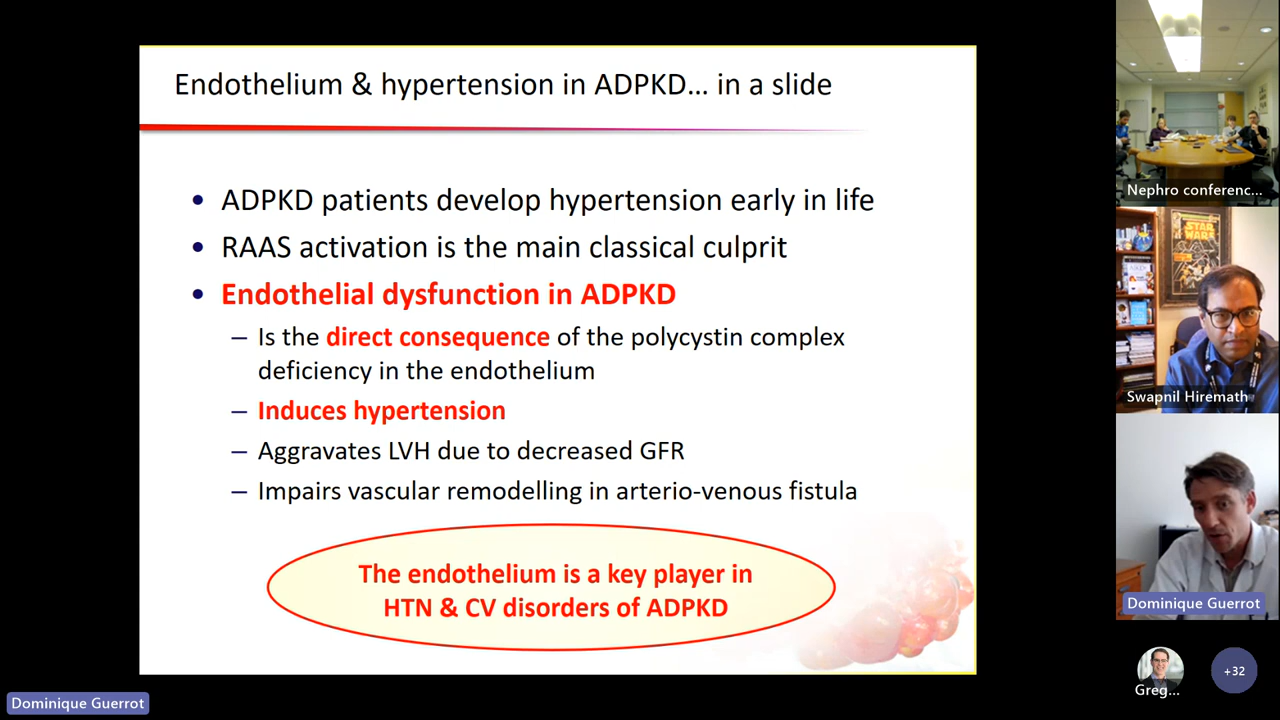 Endothelium & hypertension in ADPKD... in a slide
• ADPKD patients develop hypertension early in life
• RAAS activation is the main classical culprit
• Endothelial dysfunction in ADPKD
– Is the direct consequence of the polycystin complex
deficiency in the endothelium
– Induces hypertension
– Aggravates LVH due to decreased GFR
– Impairs vascular remodelling in arterio-venous fistula
The endothelium is a key player in
HTN & CV disorders of ADPKD
Dominique Guerrot
Nephro conferenc...
STAR
WARS
Swapnil Hiremath
Dominique Guerrot
Greg...
+32